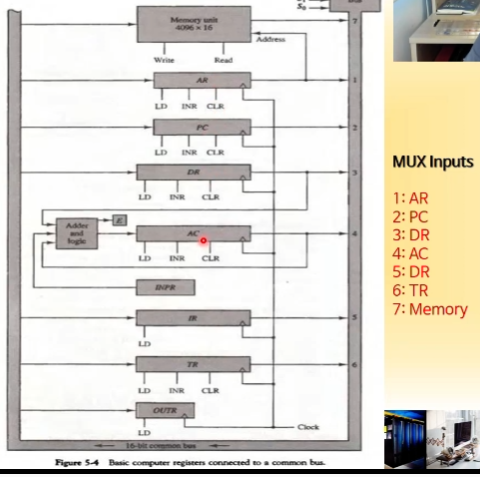 Memory unit
4096 × 16
7
Address
Write Read
AR
1
LD INR CLR
PC
2
LD INR CLR
DR
3
LD INR CLR
Adder
and
logic
E
AC
4
LD INR CLR
INPR
IR
5
LD
TR
6
LD INR CLR
OUTR
LD
Clock
16-bit common bus
Figure 5-4 Basic computer registers connected to a common bus.
MUX Inputs
1: AR
2: PC
3: DR
4: AC
5: DR
6: TR
7: Memory